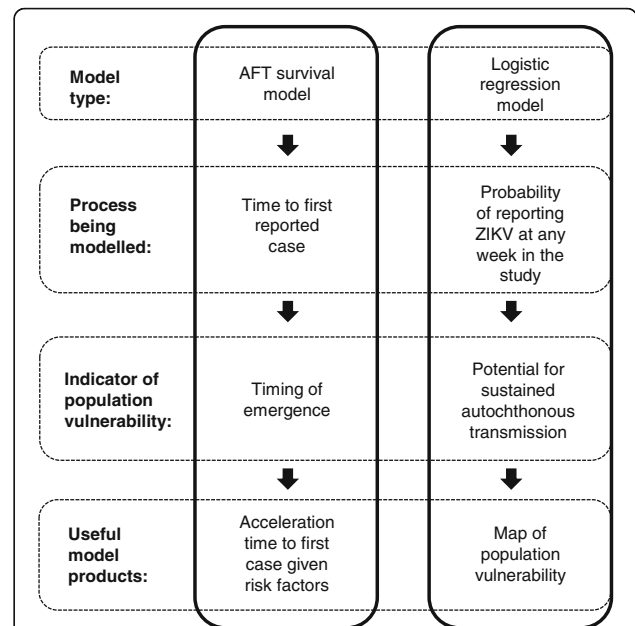 Model
type:
AFT survival
model
Logistic
regression
model
Process
being
modelled:
Time to first
reported
case
Probability
of reporting
ZIKV at any
week in the
study
Indicator of
population
vulnerability:
Timing of
emergence
Potential for
sustained
autochthonous
transmission
Useful
model
products:
Acceleration
time to first
case given
risk factors
Map of
population
vulnerability